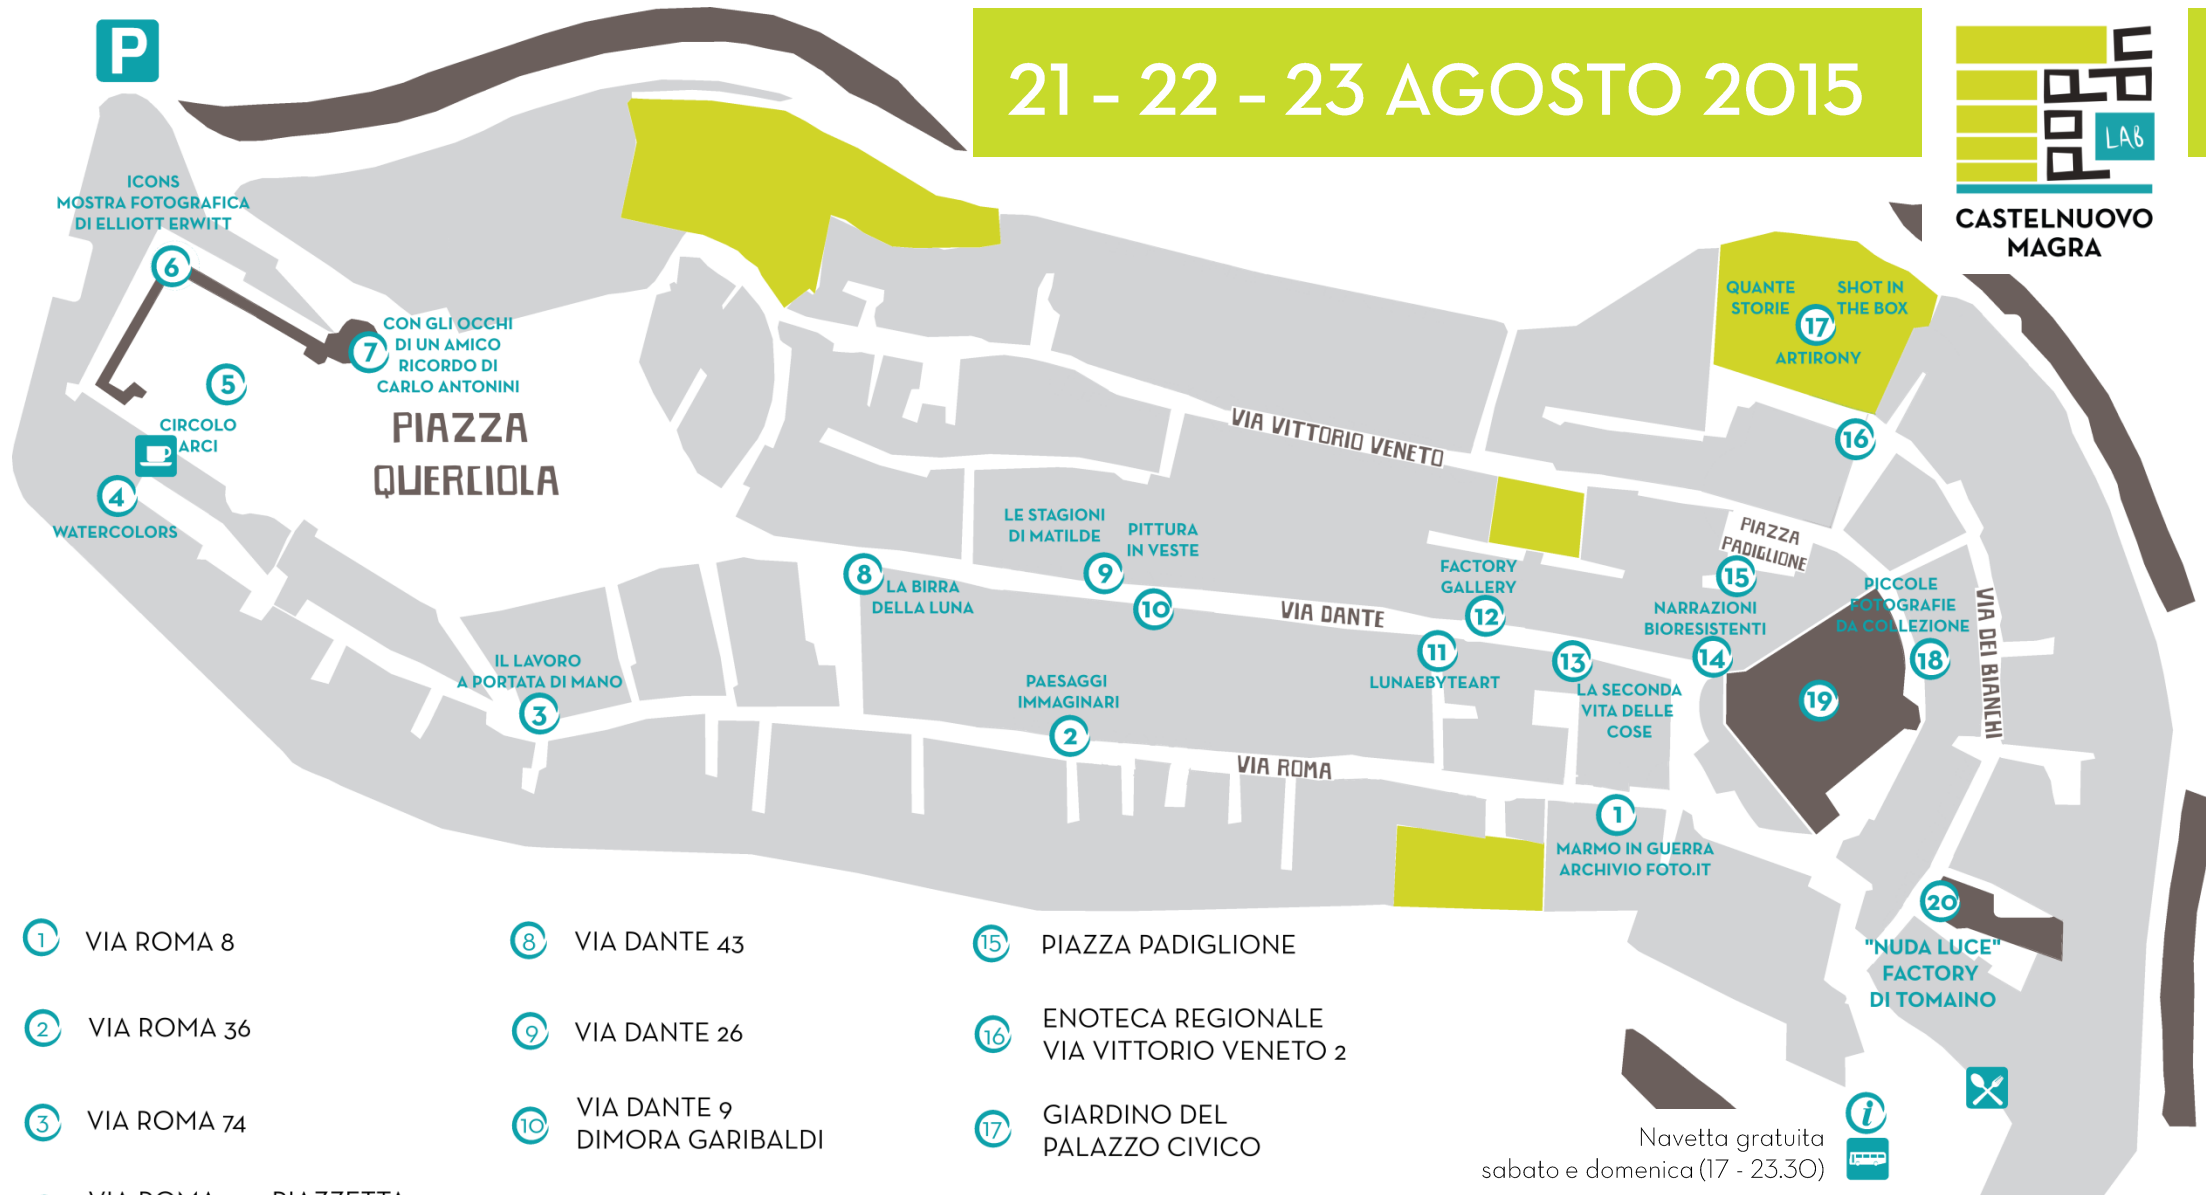 P
21 - 22 - 23 AGOSTO 2015
pop
up
LAB
CASTELNUOVO
MAGRA
ICONS
MOSTRA FOTOGRAFICA
DI ELLIOTT ERWITT
6
7
CON GLI OCCHI
DI UN AMICO
RICORDO DI
CARLO ANTONINI
5
CIRCOLO
ARCI
4
WATERCOLORS
PIAZZA
QUERCIOLA
QUANTE
STORIE
SHOT IN
THE BOX
17
ARTIRONY
16
VIA VITTORIO VENETO
PIAZZA
PADIGLIONE
15
LE STAGIONI
DI MATILDE
9
PITTURA
IN VESTE
10
8
LA BIRRA
DELLA LUNA
VIA DANTE
FACTORY
GALLERY
12
11
LUNAEBYTEART
13
LA SECONDA
VITA DELLE
COSE
NARRAZIONI
BIORESISTENTI
14
PICCOLE
FOTOGRAFIE
DA COLLEZIONE
18
19
VIA DEI BIANCHI
IL LAVORO
A PORTATA DI MANO
3
PAESAGGI
IMMAGINARI
2
VIA ROMA
1
MARMO IN GUERRA
ARCHIVIO FOTO.IT
20
"NUDA LUCE"
FACTORY
DI TOMAINO
1 VIA ROMA 8
2 VIA ROMA 36
3 VIA ROMA 74
VIA ROMA PIAZZETTA
8 VIA DANTE 43
9 VIA DANTE 26
10 VIA DANTE 9
DIMORA GARIBALDI
15 PIAZZA PADIGLIONE
16 ENOTECA REGIONALE
VIA VITTORIO VENETO 2
17 GIARDINO DEL
PALAZZO CIVICO
i
Navetta gratuita
sabato e domenica (17 - 23.30)